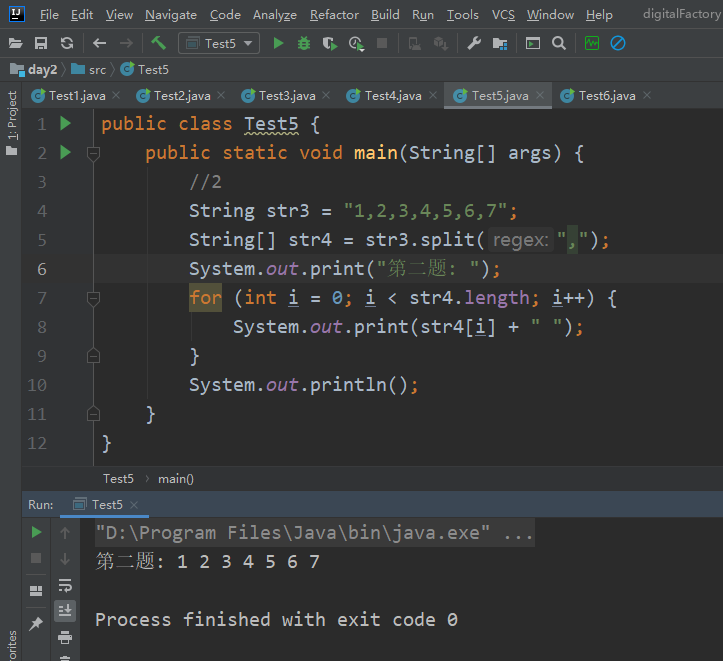 File Edit View Navigate Code Analyze Refactor Build Run Tools VCS Window Help digitalFactory
Test5
day2 src Test5
Test1.java Test2.java Test3.java Test4.java Test5.java Test6.java
1: Project
1 public class Test5 {
2 public static void main(String[] args) {
3 //2
4 String str3 = "1,2,3,4,5,6,7";
5 String[] str4 = str3.split( regex: ",");
6 System.out.print("第二题: ");
7 for (int i = 0; i < str4.length; i++) {
8 System.out.print(str4[i] + " ");
9 }
10 System.out.println();
11 }
12 }
Test5 main()
Run: Test5
"D:\Program Files\Java\bin\java.exe" ...
第二题: 1 2 3 4 5 6 7
Process finished with exit code 0